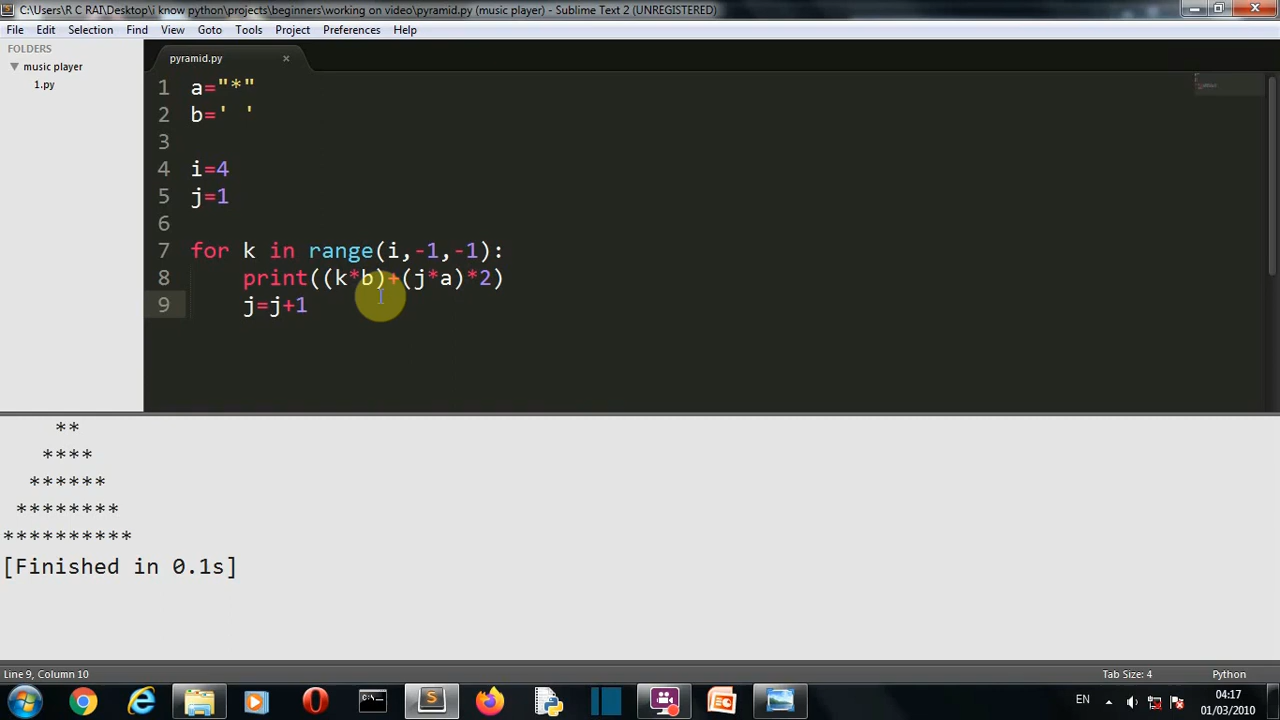 C:\Users\R C RAI\Desktop\i know python\projects\beginners\working on video\pyramid.py (music player) - Sublime Text 2 (UNREGISTERED)
File Edit Selection Find View Goto Tools Project Preferences Help
FOLDERS
music player
1.py
pyramid.py ×
1 a="*"
2 b=' '
3
4 i=4
5 j=1
6
7 for k in range(i,-1,-1):
8     print((k*b)+(j*a)*2)
9     j=j+1
    **
   ****
  ******
 ********
**********
[Finished in 0.1s]
Line 9, Column 10 Tab Size: 4 Python
EN 04:17
01/03/2010